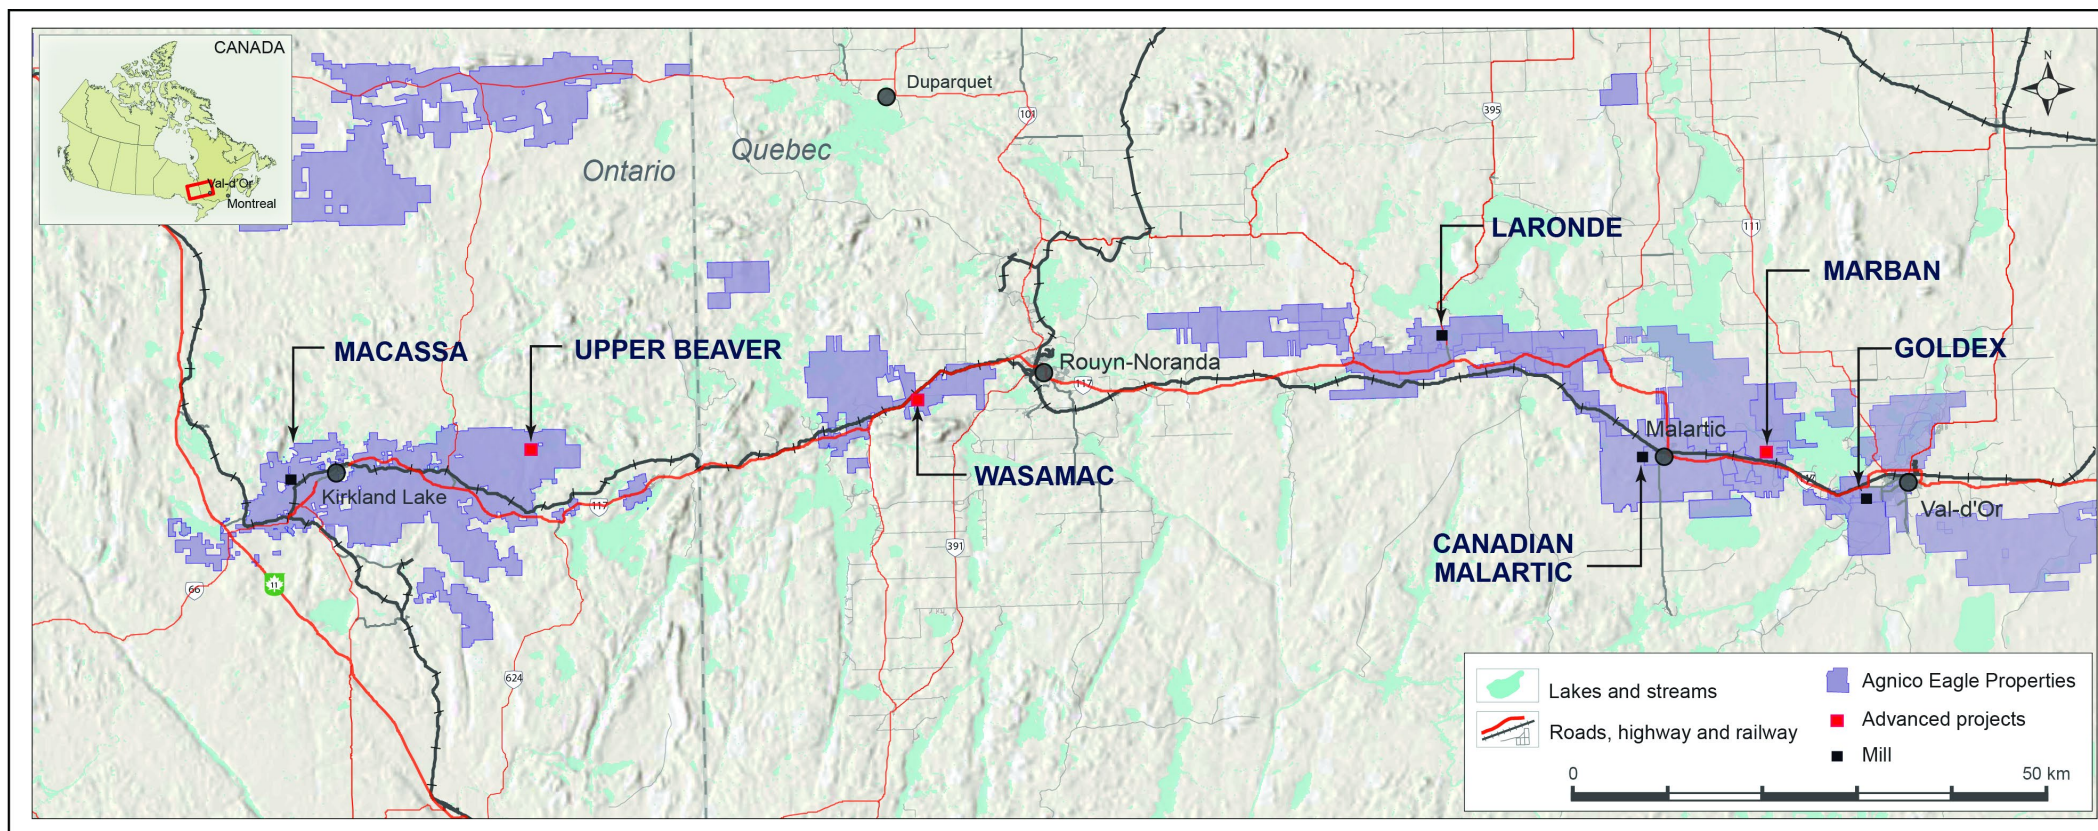 CANADA
Val-d'Or
Montreal
N
Duparquet
101
395
Ontario
Quebec
LARONDE
111
MARBAN
MACASSA
UPPER BEAVER
GOLDEX
Rouyn-Noranda
117
Malartic
WASAMAC
Kirkland Lake
117
Val-d'Or
391
CANADIAN
MALARTIC
66
11
624
Lakes and streams
Roads, highway and railway
Agnico Eagle Properties
Advanced projects
Mill
0
50 km